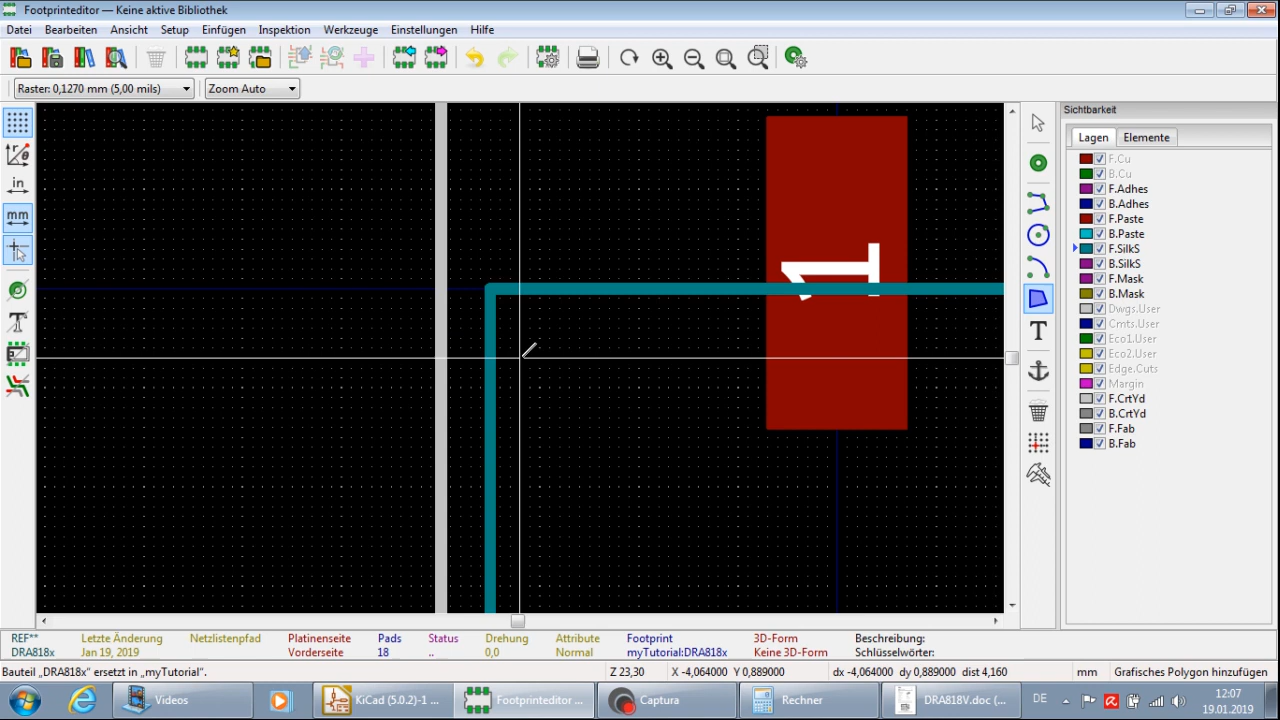 Footprinteditor — Keine aktive Bibliothek
Datei Bearbeiten Ansicht Setup Einfügen Inspektion Werkzeuge Einstellungen Hilfe
Raster: 0,1270 mm (5,00 mils) Zoom Auto
Sichtbarkeit
Lagen Elemente
F.Cu
B.Cu
F.Adhes
B.Adhes
F.Paste
B.Paste
F.SilkS
B.SilkS
F.Mask
B.Mask
Dwgs.User
Cmts.User
Eco1.User
Eco2.User
Edge.Cuts
Margin
F.CrtYd
B.CrtYd
F.Fab
B.Fab
in
mm
T
T
1
REF** Letzte Änderung Netzlistenpfad Platinenseite Pads Status Drehung Attribute Footprint 3D-Form Beschreibung:
DRA818x Jan 19, 2019 Vorderseite 18 .. 0,0 Normal myTutorial:DRA818x Keine 3D-Form Schlüsselwörter:
Bauteil „DRA818x“ ersetzt in „myTutorial“. Z 23,30 X -4,064000 Y 0,889000 dx -4,064000 dy 0,889000 dist 4,160 mm Grafisches Polygon hinzufügen
Videos KiCad (5.0.2)-1 ... Footprinteditor ... Captura Rechner DRA818V.doc (... DE 12:07
19.01.2019